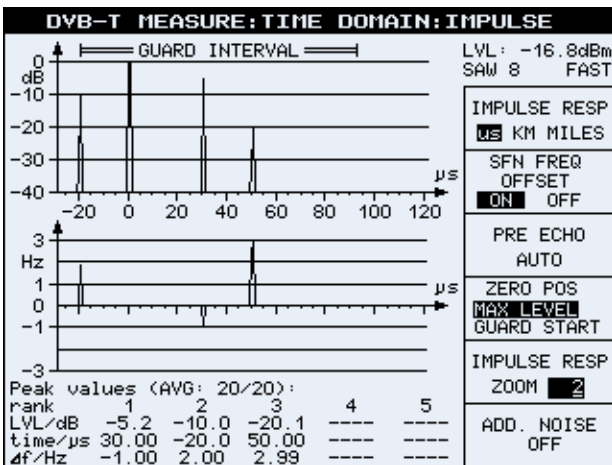 DVB-T MEASURE:TIME DOMAIN:IMPULSE
GUARD INTERVAL
LVL: -16.8dBm
SAW 8 FAST
0
dB
-10
-20
-30
-40
µs
-20 0 20 40 60 80 100 120
3
Hz
1
0
-1
-3
µs
IMPULSE RESP
us KM MILES
SFN FREQ
OFFSET
ON OFF
PRE ECHO
AUTO
ZERO POS
MAX LEVEL
GUARD START
IMPULSE RESP
ZOOM 2
ADD. NOISE
OFF
Peak values (AVG: 20/20):
rank 1 2 3 4 5
LVL/dB -5.2 -10.0 -20.1 ---- ----
time/µs 30.00 -20.0 50.00 ---- ----
Δf/Hz -1.00 2.00 2.99 ---- ----